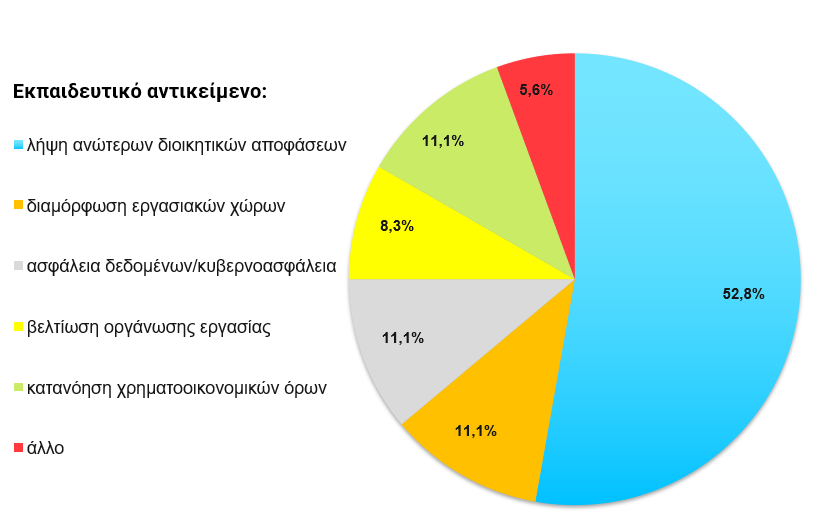 Εκπαιδευτικό αντικείμενο:
λήψη ανώτερων διοικητικών αποφάσεων
διαμόρφωση εργασιακών χώρων
ασφάλεια δεδομένων/κυβερνοασφάλεια
βελτίωση οργάνωσης εργασίας
κατανόηση χρηματοοικονομικών όρων
άλλο
5,6%
11,1%
8,3%
52,8%
11,1%
11,1%